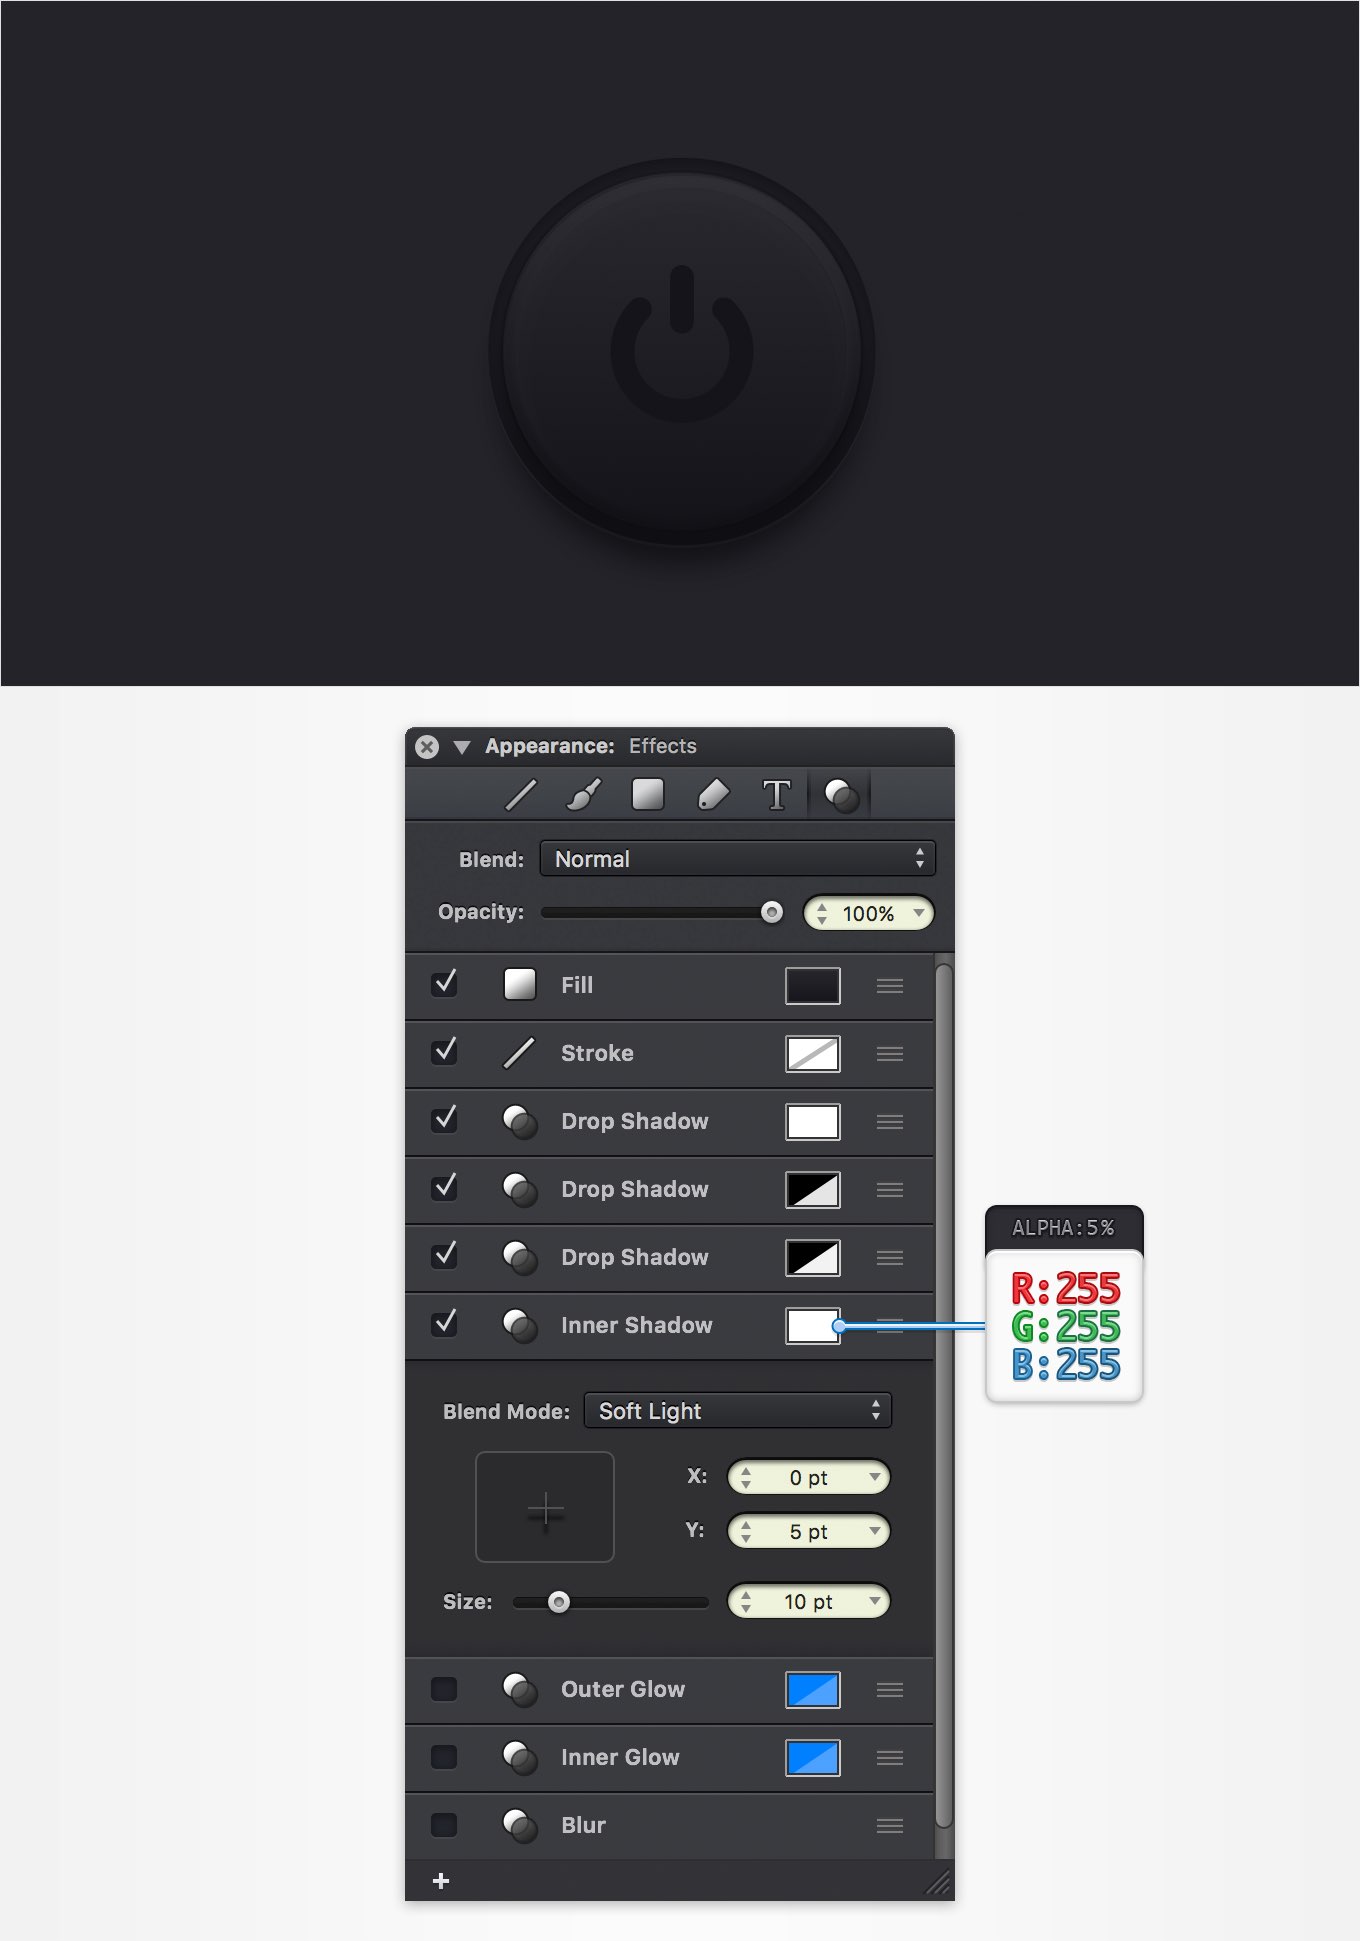 Appearance: Effects
T
Blend: Normal
Opacity: 100%
Fill
Stroke
Drop Shadow
Drop Shadow
Drop Shadow
Inner Shadow
ALPHA:5%
R:255
G:255
B:255
Blend Mode: Soft Light
X: 0 pt
Y: 5 pt
Size: 10 pt
Outer Glow
Inner Glow
Blur